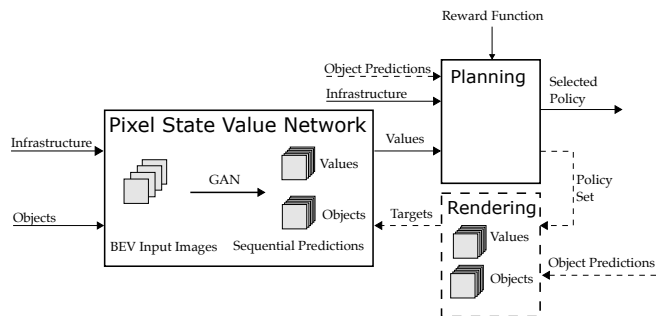 Reward Function
Object Predictions
Infrastructure
Planning
Selected
Policy
Pixel State Value Network
Infrastructure
GAN
Values
Values
Objects
Objects
BEV Input Images
Sequential Predictions
Targets
Policy
Set
Rendering
Values
Objects
Object Predictions